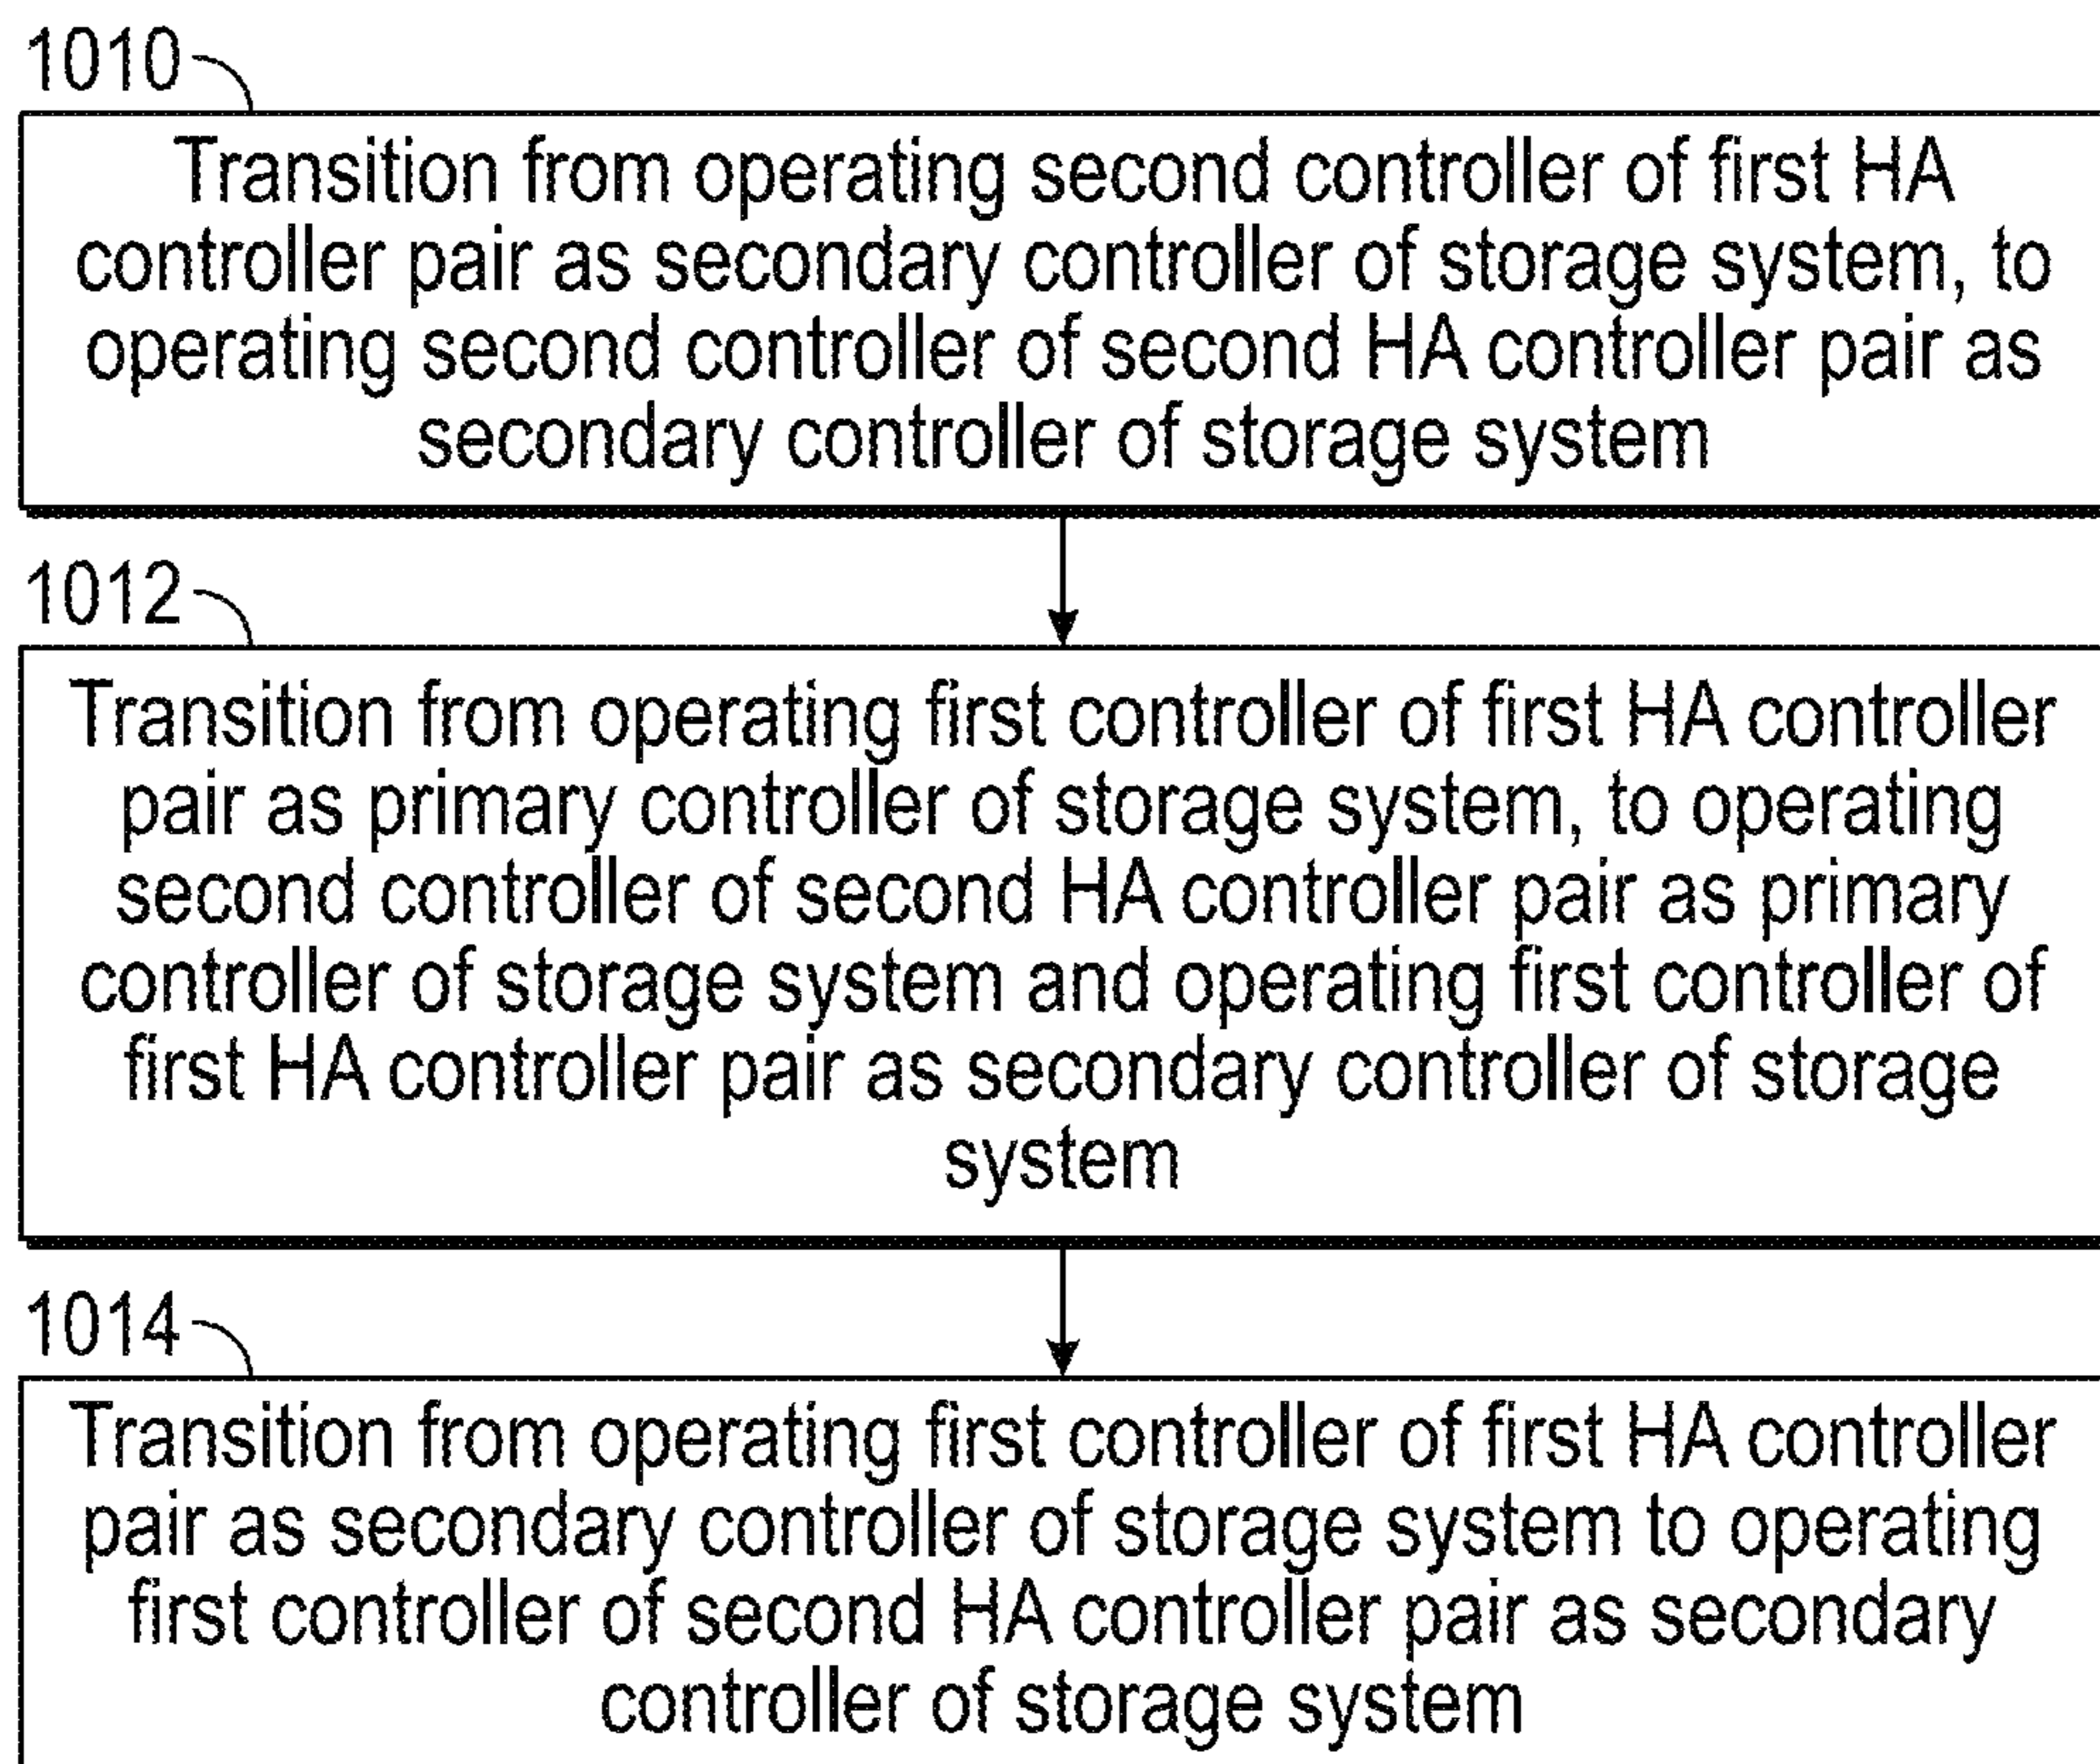 1010
Transition from operating second controller of first HA
controller pair as secondary controller of storage system, to
operating second controller of second HA controller pair as
secondary controller of storage system
1012
Transition from operating first controller of first HA controller
pair as primary controller of storage system, to operating
second controller of second HA controller pair as primary
controller of storage system and operating first controller of
first HA controller pair as secondary controller of storage
system
1014
Transition from operating first controller of first HA controller
pair as secondary controller of storage system to operating
first controller of second HA controller pair as secondary
controller of storage system